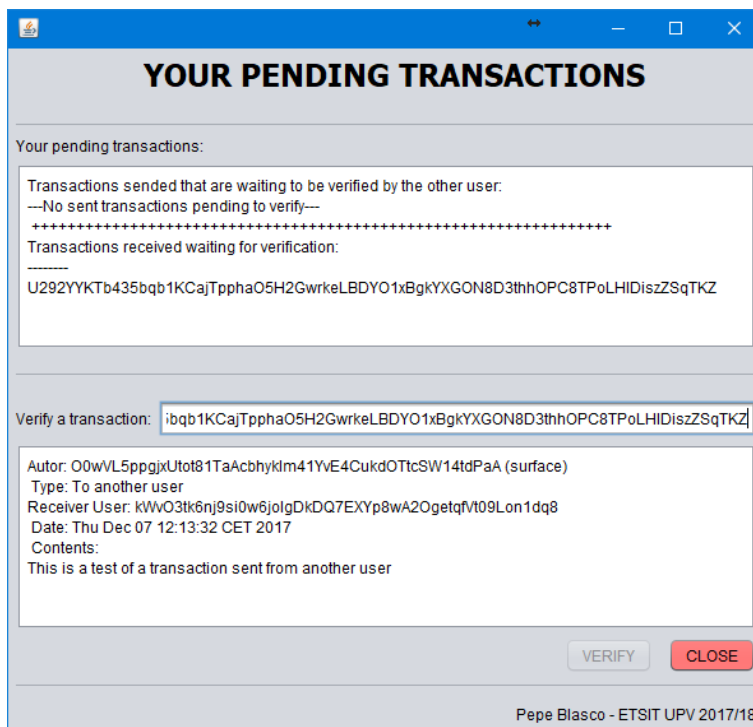 YOUR PENDING TRANSACTIONS
Your pending transactions:
Transactions sended that are waiting to be verified by the other user:
---No sent transactions pending to verify---
+++++++++++++++++++++++++++++++++++++++++++++++++++++++++++++++++
Transactions received waiting for verification:
--------
U292YYKTb435bqb1KCajTpphaO5H2GwrkeLBDYO1xBgkYXGON8D3thhOPC8TPoLHIDiszZSqTKZ
Verify a transaction: bqb1KCajTpphaO5H2GwrkeLBDYO1xBgkYXGON8D3thhOPC8TPoLHIDiszZSqTKZ
Autor: O0wVL5ppgjxUtot81TaAcbhyklm41YvE4CukdOTtcSW14tdPaA (surface)
Type: To another user
Receiver User: kWvO3tk6nj9si0w6jolgDkDQ7EXYp8wA2OgetqfVt09Lon1dq8
Date: Thu Dec 07 12:13:32 CET 2017
Contents:
This is a test of a transaction sent from another user
VERIFY CLOSE
Pepe Blasco - ETSIT UPV 2017/18